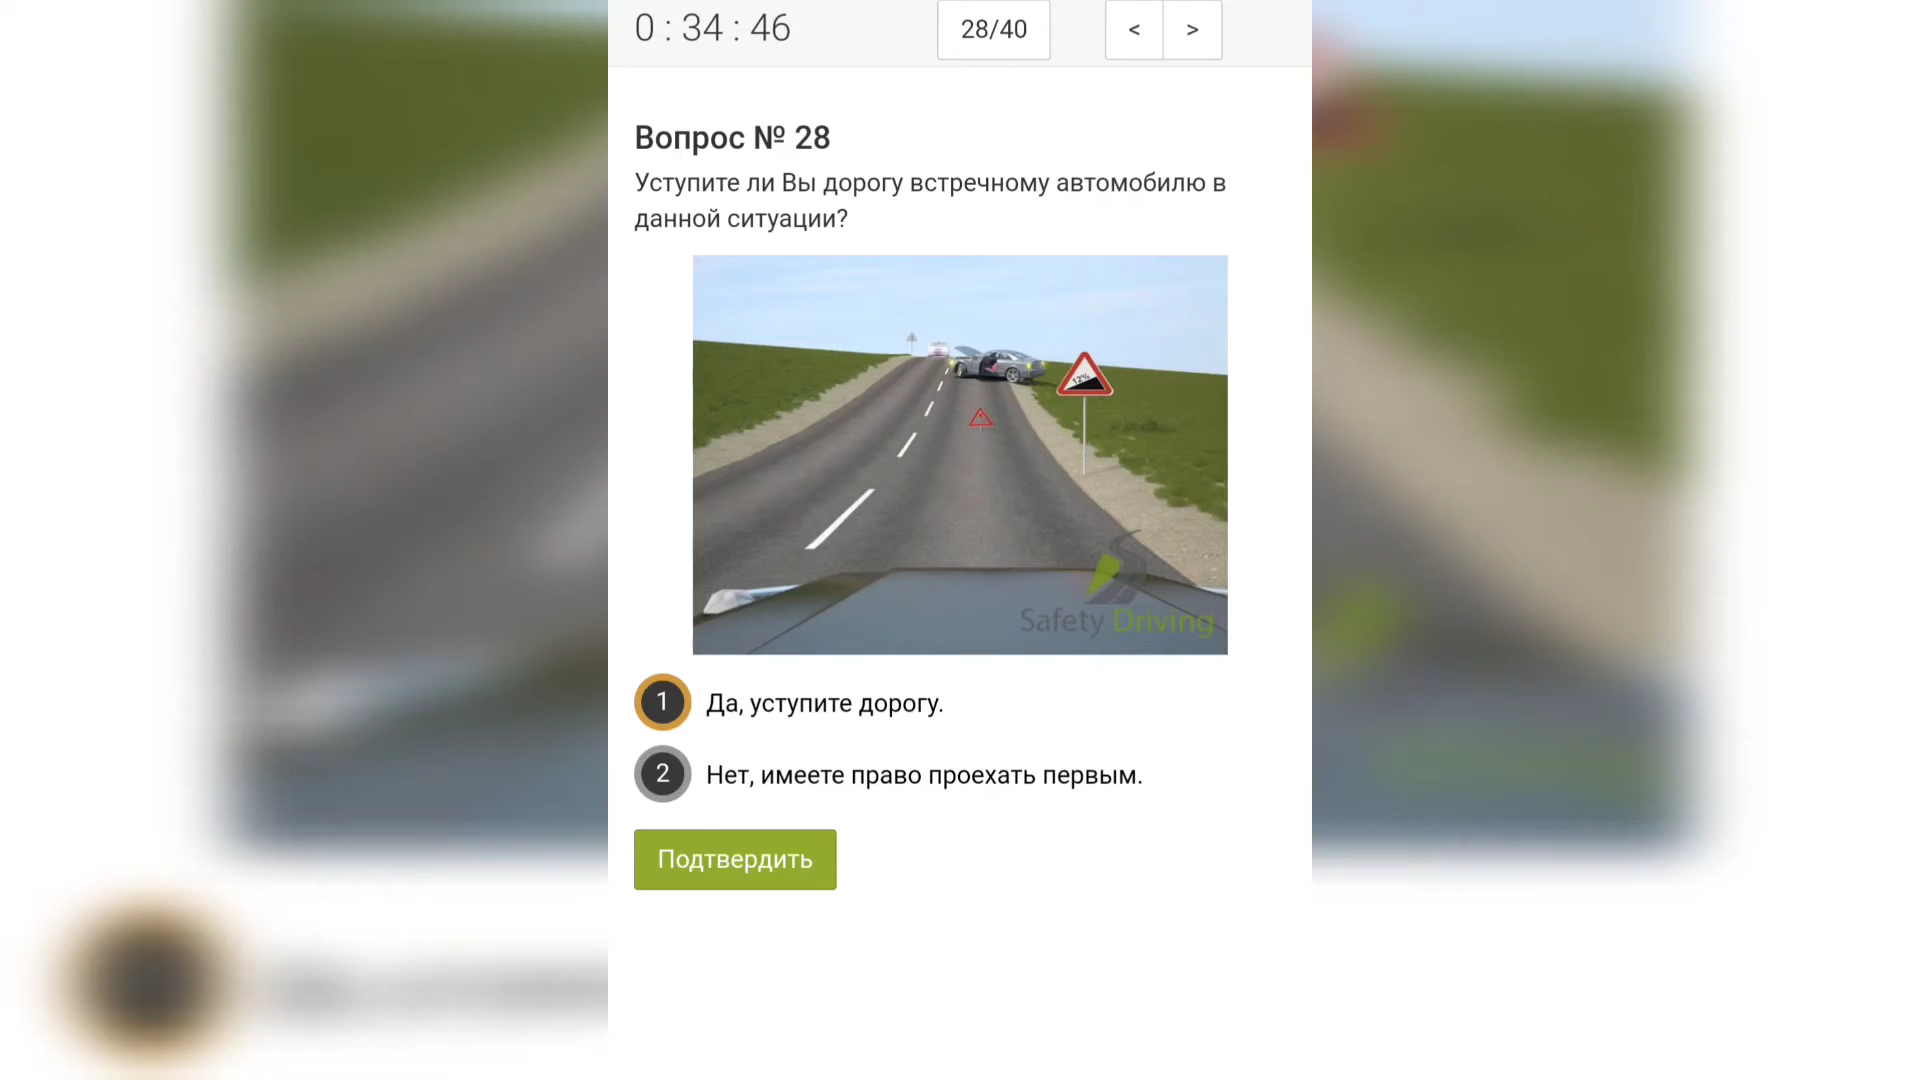 0 : 34 : 46
28/40
< >
Вопрос № 28
Уступите ли Вы дорогу встречному автомобилю в
данной ситуации?
12%
Safety Driving
1 Да, уступите дорогу.
2 Нет, имеете право проехать первым.
Подтвердить